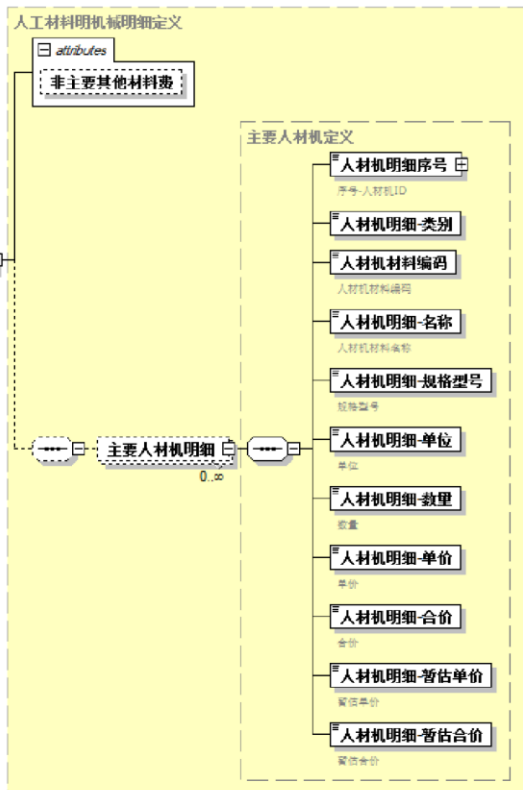 人工材料明机械明细定义
attributes
非主要其他材料费
主要人材机定义
人材机明细序号
序号-人材机ID
人材机明细-类别
人材机材料编码
人材机材料编码
人材机明细-名称
人材机材料名称
人材机明细-规格型号
规格型号
主要人材机明细
0..∞
人材机明细-单位
单位
人材机明细-数量
数量
人材机明细-单价
单价
人材机明细-合价
合价
人材机明细-暂估单价
暂估单价
人材机明细-暂估合价
暂估合价